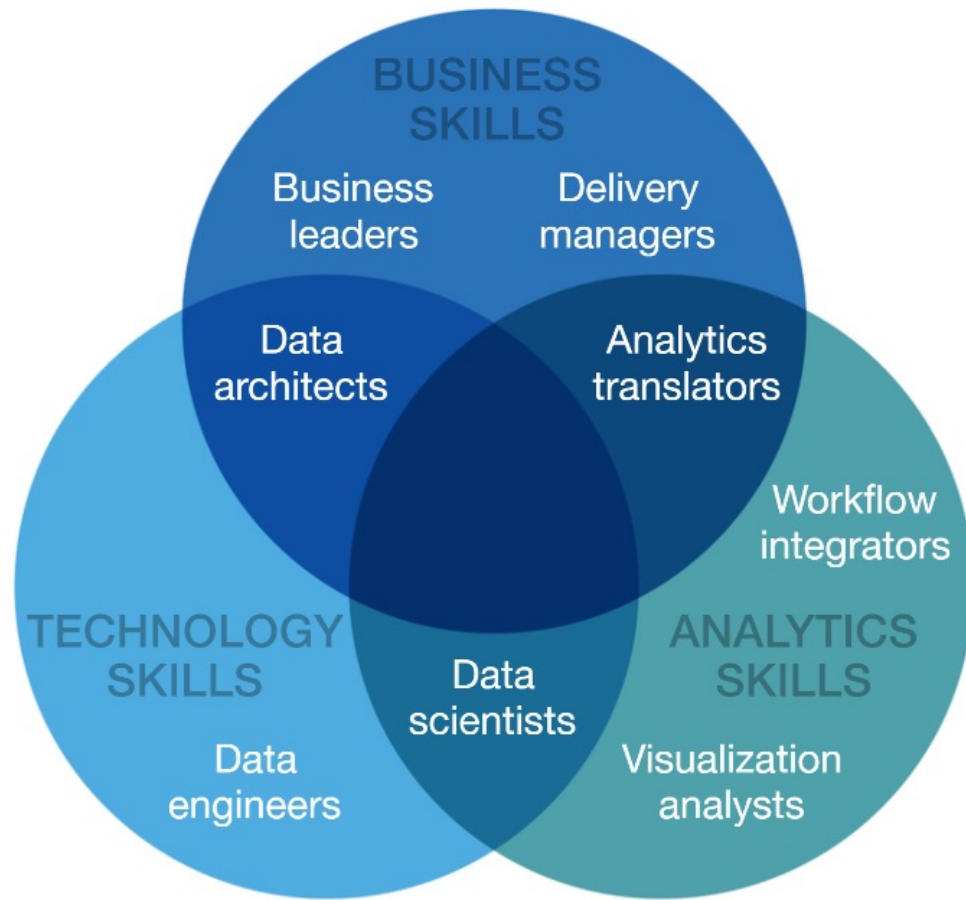 BUSINESS
SKILLS
Business
leaders
Delivery
managers
Data
architects
Analytics
translators
Workflow
integrators
TECHNOLOGY
SKILLS
ANALYTICS
SKILLS
Data
scientists
Data
engineers
Visualization
analysts